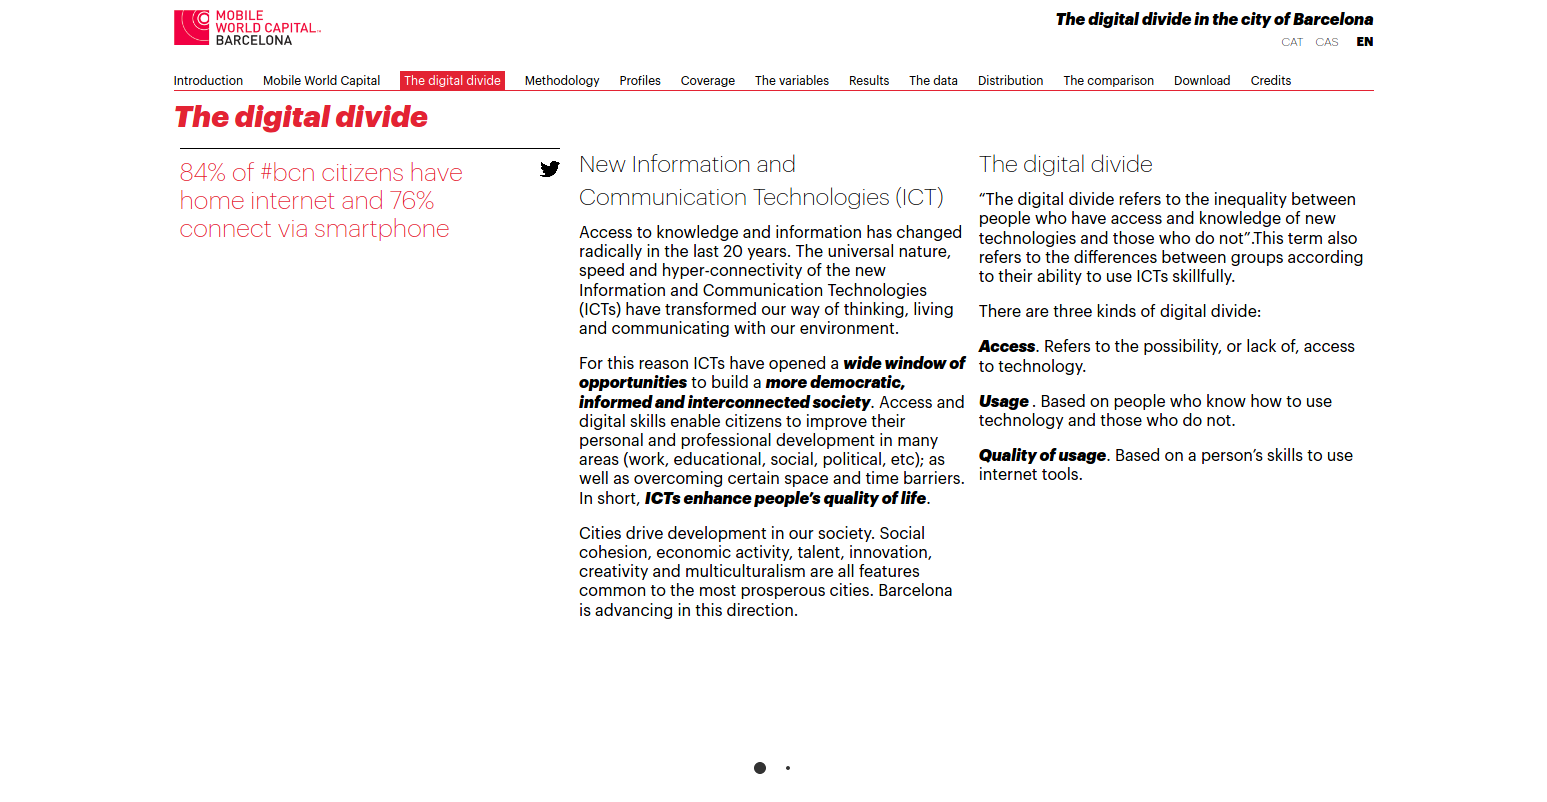 MOBILE
WORLD CAPITAL™
BARCELONA
The digital divide in the city of Barcelona
CAT CAS EN
Introduction Mobile World Capital The digital divide Methodology Profiles Coverage The variables Results The data Distribution The comparison Download Credits
The digital divide
84% of #bcn citizens have
home internet and 76%
connect via smartphone
New Information and
Communication Technologies (ICT)
Access to knowledge and information has changed
radically in the last 20 years. The universal nature,
speed and hyper-connectivity of the new
Information and Communication Technologies
(ICTs) have transformed our way of thinking, living
and communicating with our environment.
For this reason ICTs have opened a wide window of
opportunities to build a more democratic,
informed and interconnected society. Access and
digital skills enable citizens to improve their
personal and professional development in many
areas (work, educational, social, political, etc); as
well as overcoming certain space and time barriers.
In short, ICTs enhance people’s quality of life.
Cities drive development in our society. Social
cohesion, economic activity, talent, innovation,
creativity and multiculturalism are all features
common to the most prosperous cities. Barcelona
is advancing in this direction.
The digital divide
“The digital divide refers to the inequality between
people who have access and knowledge of new
technologies and those who do not”.This term also
refers to the differences between groups according
to their ability to use ICTs skillfully.
There are three kinds of digital divide:
Access. Refers to the possibility, or lack of, access
to technology.
Usage . Based on people who know how to use
technology and those who do not.
Quality of usage. Based on a person’s skills to use
internet tools.